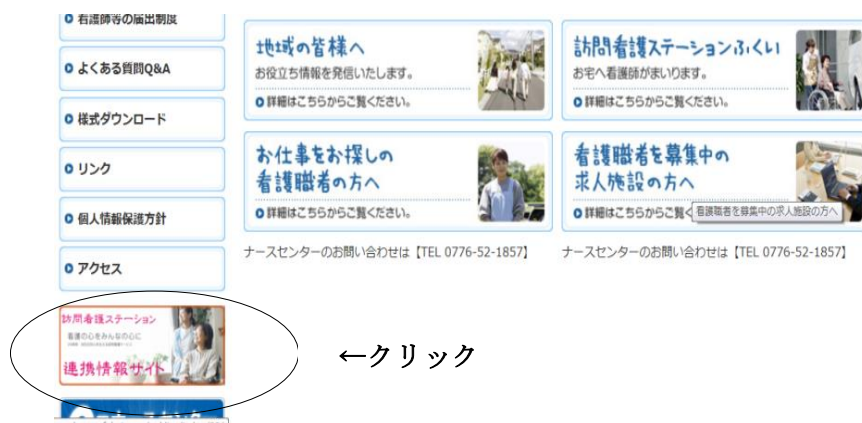 看護師等の届出制度
よくある質問Q&A
様式ダウンロード
リンク
個人情報保護方針
アクセス
訪問看護ステーション
看護の心をみんなの心に
連携情報サイト
地域の皆様へ
お役立ち情報を発信いたします。
詳細はこちらからご覧ください。
訪問看護ステーションふくい
お宅へ看護師がまいります。
詳細はこちらからご覧ください。
お仕事をお探しの
看護職者の方へ
詳細はこちらからご覧ください。
看護職者を募集中の
求人施設の方へ
詳細はこちらからご覧く
看護職者を募集中の求人施設の方へ
ナースセンターのお問い合わせは【TEL 0776-52-1857】
ナースセンターのお問い合わせは【TEL 0776-52-1857】
←クリック